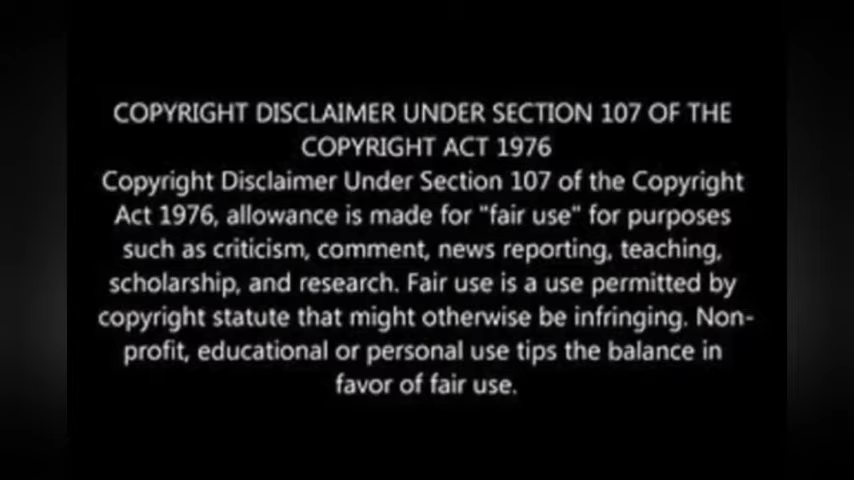 COPYRIGHT DISCLAIMER UNDER SECTION 107 OF THE
COPYRIGHT ACT 1976
Copyright Disclaimer Under Section 107 of the Copyright
Act 1976, allowance is made for "fair use" for purposes
such as criticism, comment, news reporting, teaching,
scholarship, and research. Fair use is a use permitted by
copyright statute that might otherwise be infringing. Non-
profit, educational or personal use tips the balance in
favor of fair use.